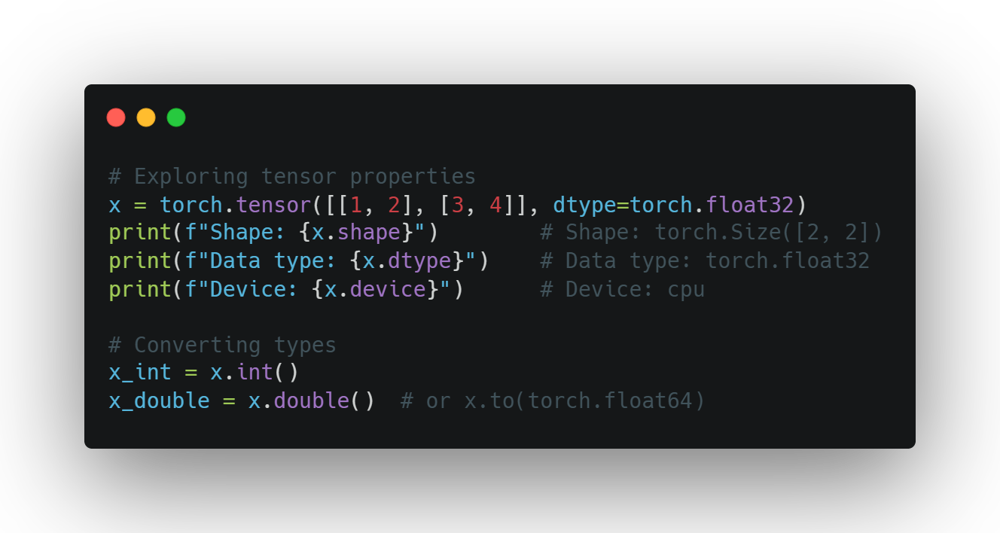 # Exploring tensor properties
x = torch.tensor([[1, 2], [3, 4]], dtype=torch.float32)
print(f"Shape: {x.shape}")        # Shape: torch.Size([2, 2])
print(f"Data type: {x.dtype}")    # Data type: torch.float32
print(f"Device: {x.device}")      # Device: cpu
# Converting types
x_int = x.int()
x_double = x.double()  # or x.to(torch.float64)